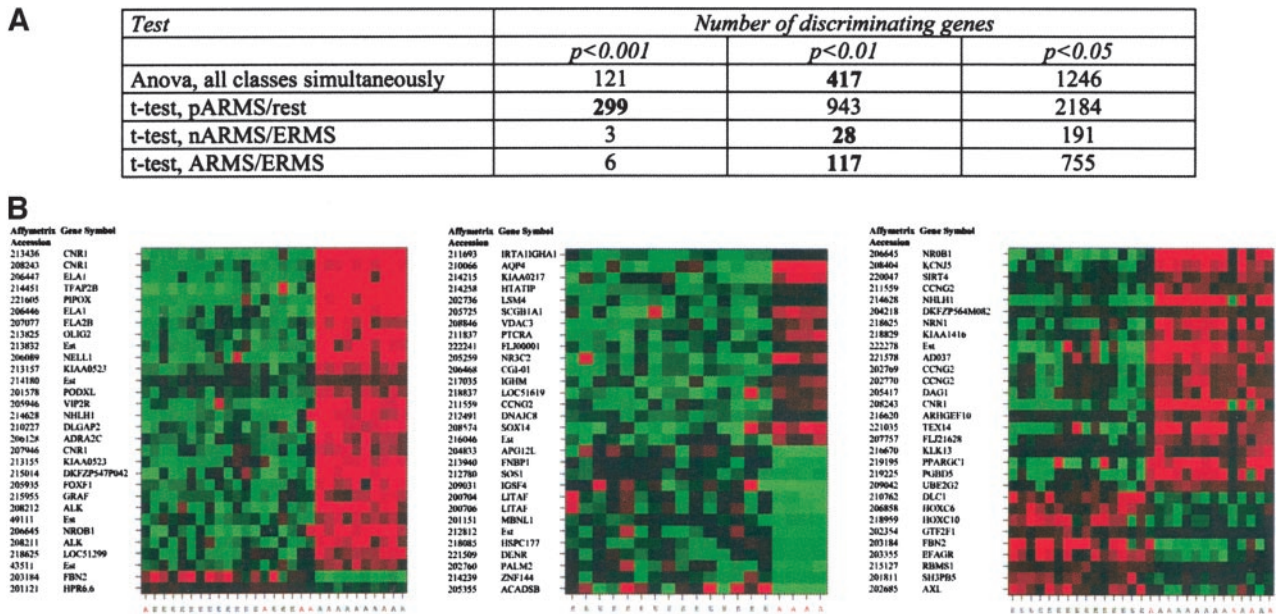 A
Test Number of discriminating genes
p<0.001 p<0.01 p<0.05
Anova, all classes simultaneously 121 417 1246
t-test, pARMS/rest 299 943 2184
t-test, nARMS/ERMS 3 28 191
t-test, ARMS/ERMS 6 117 755
B
Affymetrix Gene Symbol
Accession
213436 CNR1
208243 CNR1
206447 ELA1
214451 TFAP2B
221605 PIPOX
206446 ELA1
207077 ELA2B
213825 OLIG2
213832 Est
206089 NELL1
213157 KIAA0523
214180 Est
201578 PODXL
205946 VIP2R
214628 NHLH1
210227 DLGAP2
206128 ADRA2C
207946 CNR1
213155 KIAA0523
215014 DKFZP547P042
205935 FOXF1
215955 GRAF
208212 ALK
49111 Est
206645 NROB1
208211 ALK
218625 LOC51299
43511 Est
203184 FBN2
201121 HPR6.6
Affymetrix Gene Symbol
Accession
211693 IRTA1IGHA1
210066 AQP4
214215 KIAA0217
214258 HTATIP
202736 LSM4
205725 SCGB1A1
208846 VDAC3
211837 PTCRA
222241 FLJ00001
205259 NR3C2
206468 CGI-01
217035 IGHM
218837 LOC51619
211559 CCNG2
212491 DNAJC8
208574 SOX14
216046 Est
204833 APG12L
213940 FNBP1
212780 SOS1
209031 IGSF4
200704 LITAF
200706 LITAF
201151 MBNL1
212812 Est
218085 HSPC177
221509 DENR
202760 PALM2
214239 ZNF144
205355 ACADSB
Affymetrix Gene Symbol
Accession
206645 NR0B1
208404 KCNJ5
220047 SIRT4
211559 CCNG2
214628 NHLH1
204218 DKFZP564M082
218625 NRN1
218829 KIAA1416
222278 Est
221578 AD037
202769 CCNG2
202770 CCNG2
205417 DAG1
208243 CNR1
216620 ARHGEF10
221035 TEX14
207757 FLJ21628
216670 KLK13
219195 PPARGC1
219225 PGBD5
209042 UBE2G2
210762 DLC1
206858 HOXC6
218959 HOXC10
202354 GTF2F1
203184 FBN2
203355 EFAGR
215127 RBMS1
201811 SH3PB5
202685 AXL